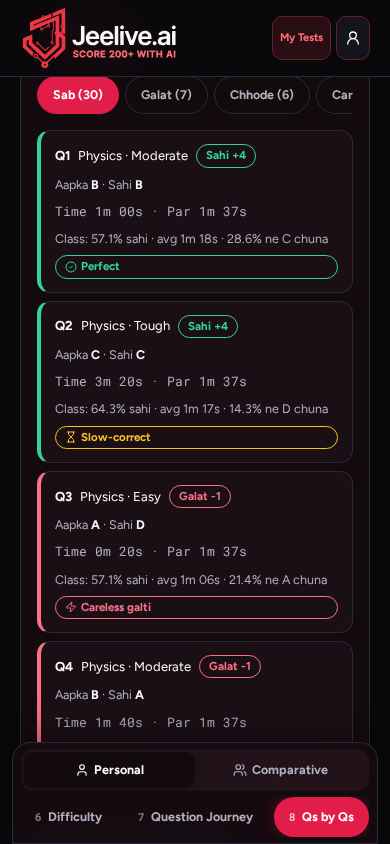 Jeelive.ai
SCORE 200+ WITH AI
My Tests
Sab (30) Galat (7) Chhode (6) Car
Q1 Physics · Moderate Sahi +4
Aapka B · Sahi B
Time 1m 00s · Par 1m 37s
Class: 57.1% sahi · avg 1m 18s · 28.6% ne C chuna
Perfect
Q2 Physics · Tough Sahi +4
Aapka C · Sahi C
Time 3m 20s · Par 1m 37s
Class: 64.3% sahi · avg 1m 17s · 14.3% ne D chuna
Slow-correct
Q3 Physics · Easy Galat -1
Aapka A · Sahi D
Time 0m 20s · Par 1m 37s
Class: 57.1% sahi · avg 1m 06s · 21.4% ne A chuna
Careless galti
Q4 Physics · Moderate Galat -1
Aapka B · Sahi A
Time 1m 40s · Par 1m 37s
Personal Comparative
6 Difficulty 7 Question Journey 8 Qs by Qs